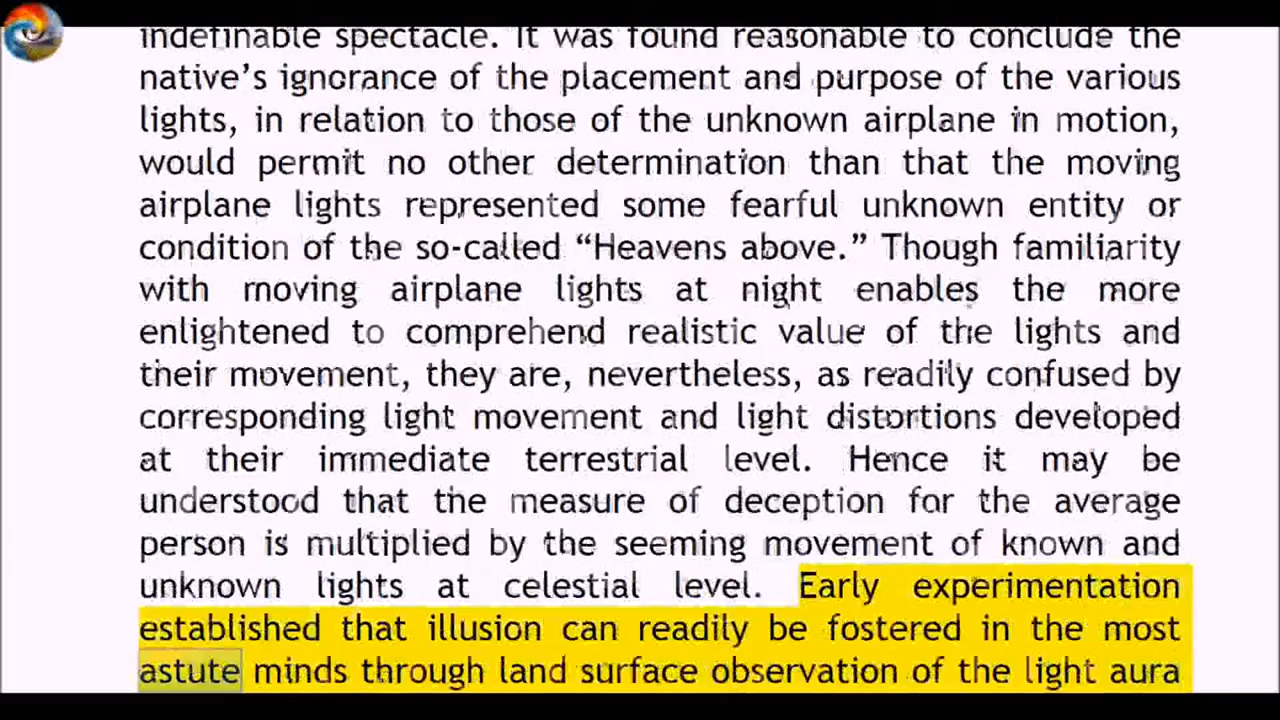 indefinable spectacle. It was found reasonable to conclude the
native's ignorance of the placement and purpose of the various
lights, in relation to those of the unknown airplane in motion,
would permit no other determination than that the moving
airplane lights represented some fearful unknown entity or
condition of the so-called “Heavens above.” Though familiarity
with moving airplane lights at night enables the more
enlightened to comprehend realistic value of the lights and
their movement, they are, nevertheless, as readily confused by
corresponding light movement and light distortions developed
at their immediate terrestrial level. Hence it may be
understood that the measure of deception for the average
person is multiplied by the seeming movement of known and
unknown lights at celestial level. Early experimentation
established that illusion can readily be fostered in the most
astute minds through land surface observation of the light aura